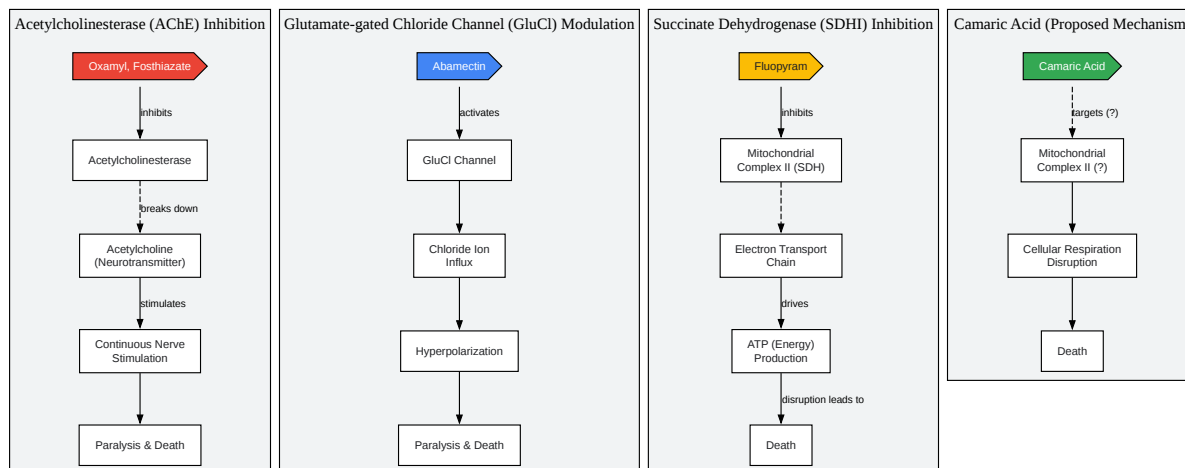 Acetylcholinesterase (AChE) Inhibition
Oxamyl, Fosthiazate
inhibits
Acetylcholinesterase
breaks down
Acetylcholine
(Neurotransmitter)
stimulates
Continuous Nerve
Stimulation
Paralysis & Death
Glutamate-gated Chloride Channel (GluCl) Modulation
Abamectin
activates
GluCl Channel
Chloride Ion
Influx
Hyperpolarization
Paralysis & Death
Succinate Dehydrogenase (SDHI) Inhibition
Fluopyram
inhibits
Mitochondrial
Complex II (SDH)
Electron Transport
Chain
drives
ATP (Energy)
Production
disruption leads to
Death
Camaric Acid (Proposed Mechanism
Camaric Acid
targets (?)
Mitochondrial
Complex II (?)
Cellular Respiration
Disruption
Death